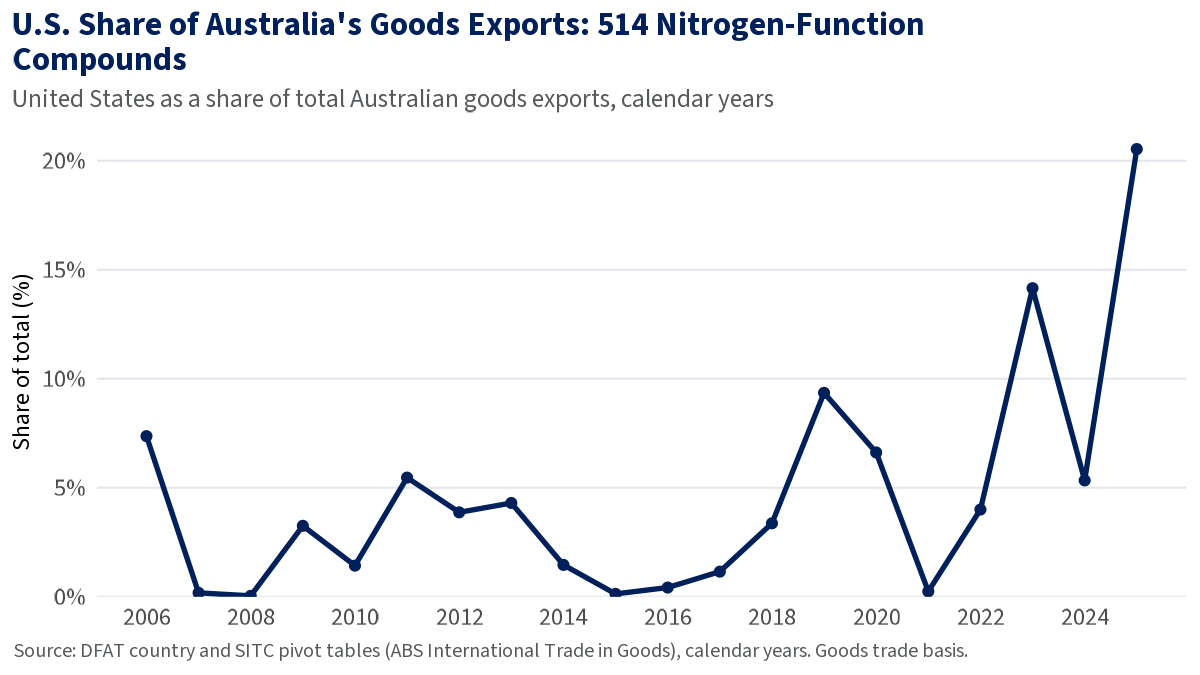 U.S. Share of Australia's Goods Exports: 514 Nitrogen-Function
Compounds
United States as a share of total Australian goods exports, calendar years
Share of total (%)
20%
15%
10%
5%
0%
2006 2008 2010 2012 2014 2016 2018 2020 2022 2024
Source: DFAT country and SITC pivot tables (ABS International Trade in Goods), calendar years. Goods trade basis.